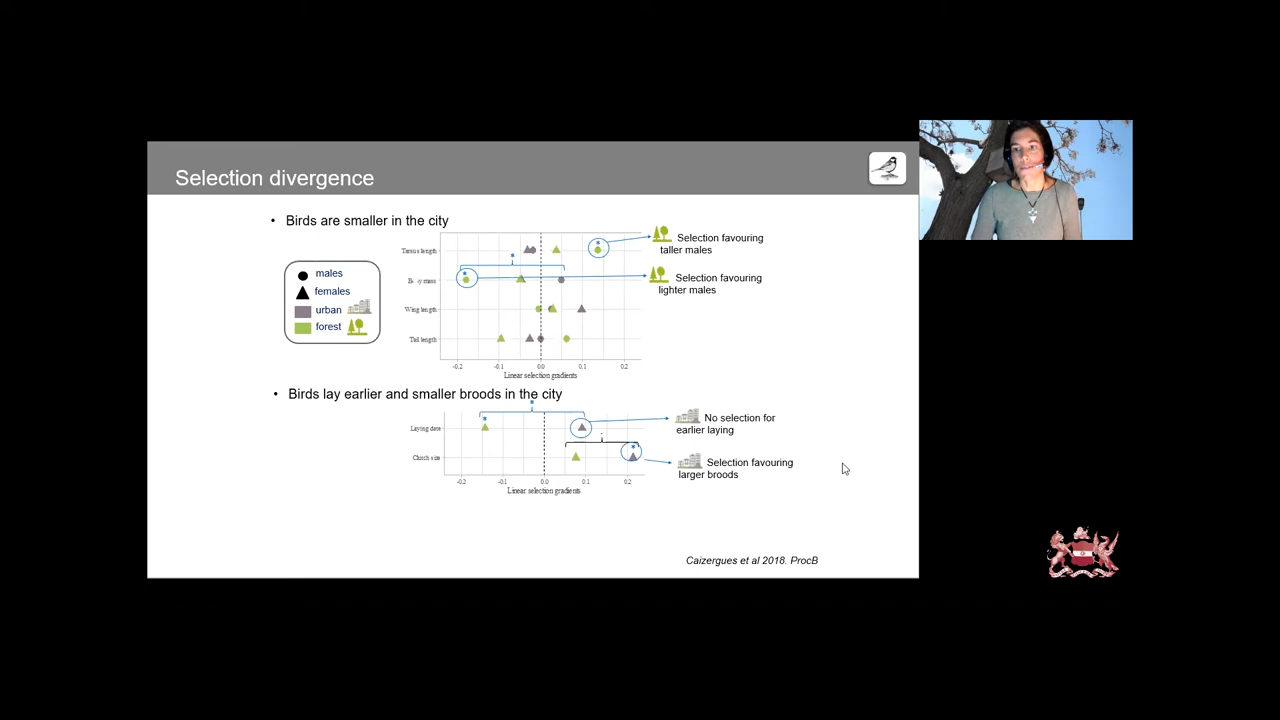 Selection divergence
• Birds are smaller in the city
males
females
urban
forest
Tarsus length
Body mass
Wing length
Tail length
-0.2 -0.1 0.0 0.1 0.2
Linear selection gradients
Selection favouring
taller males
Selection favouring
lighter males
• Birds lay earlier and smaller broods in the city
Laying date
Clutch size
-0.2 -0.1 0.0 0.1 0.2
Linear selection gradients
No selection for
earlier laying
Selection favouring
larger broods
Caizergues et al 2018. ProcB